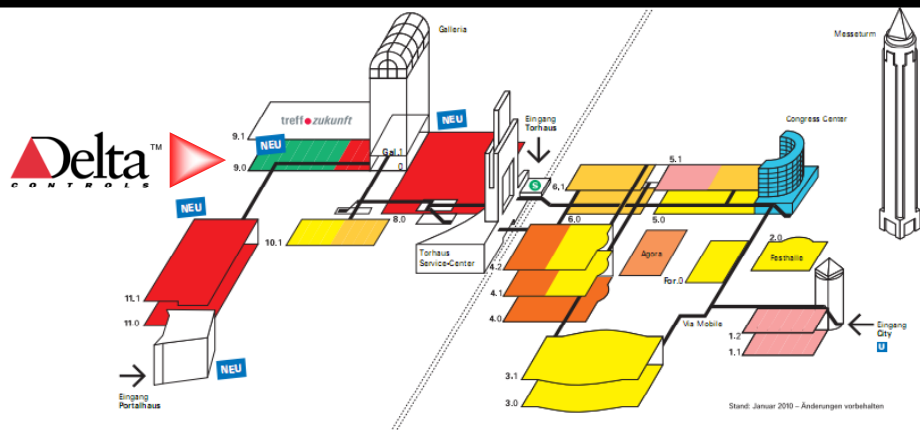 Galleria
Messeturm
treff●zukunft
NEU
Eingang
Torhaus
Congress Center
9.1
NEU
Delta™
CONTROLS
9.0
Gal.1
0
5.1
S
6.1
NEU
8.0
6.0
5.0
10.1
2.0
Torhaus
Service-Center
4.2
Agora
Festhalle
For.0
11.1
4.1
11.0
4.0
Via Mobile
1.2
Eingang
City
U
1.1
NEU
3.1
Eingang
Portalhaus
3.0
Stand: Januar 2010 – Änderungen vorbehalten